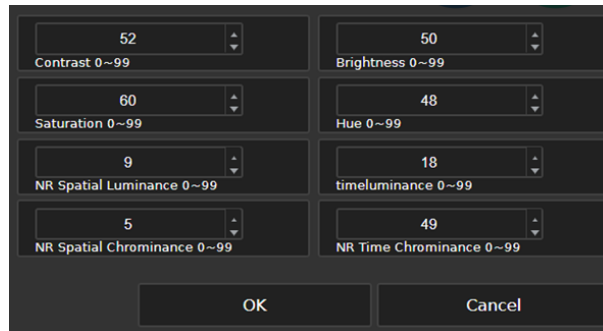 52
50
Contrast 0~99
Brightness 0~99
60
48
Saturation 0~99
Hue 0~99
9
18
NR Spatial Luminance 0~99
timeluminance 0~99
5
49
NR Spatial Chrominance 0~99
NR Time Chrominance 0~99
OK
Cancel